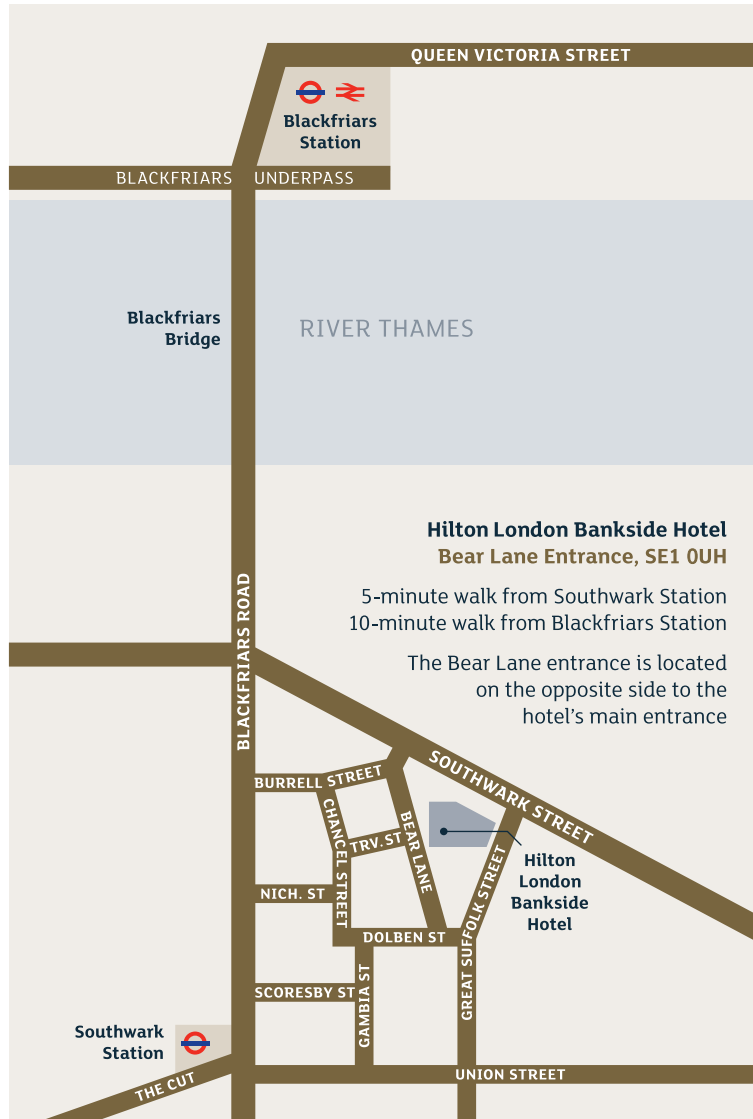 QUEEN VICTORIA STREET
Blackfriars
Station
BLACKFRIARS UNDERPASS
Blackfriars
Bridge
RIVER THAMES
Hilton London Bankside Hotel
Bear Lane Entrance, SE1 0UH
5-minute walk from Southwark Station
10-minute walk from Blackfriars Station
The Bear Lane entrance is located
on the opposite side to the
hotel's main entrance
BLACKFRIARS ROAD
SOUTHWARK STREET
BURRELL STREET
CHANCEL STREET
TRV. ST
BEAR LANE
Hilton
London
Bankside
Hotel
NICH. ST
DOLBEN ST
GREAT SUFFOLK STREET
SCORESBY ST
GAMBIA ST
Southwark
Station
THE CUT
UNION STREET